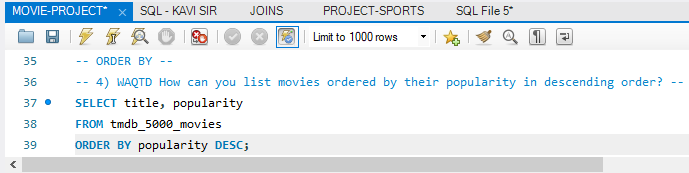 MOVIE-PROJECT* SQL - KAVI SIR JOINS PROJECT-SPORTS SQL File 5*
Limit to 1000 rows
35 -- ORDER BY --
36 -- 4) WAQTD How can you list movies ordered by their popularity in descending order? --
37 SELECT title, popularity
38 FROM tmdb_5000_movies
39 ORDER BY popularity DESC;